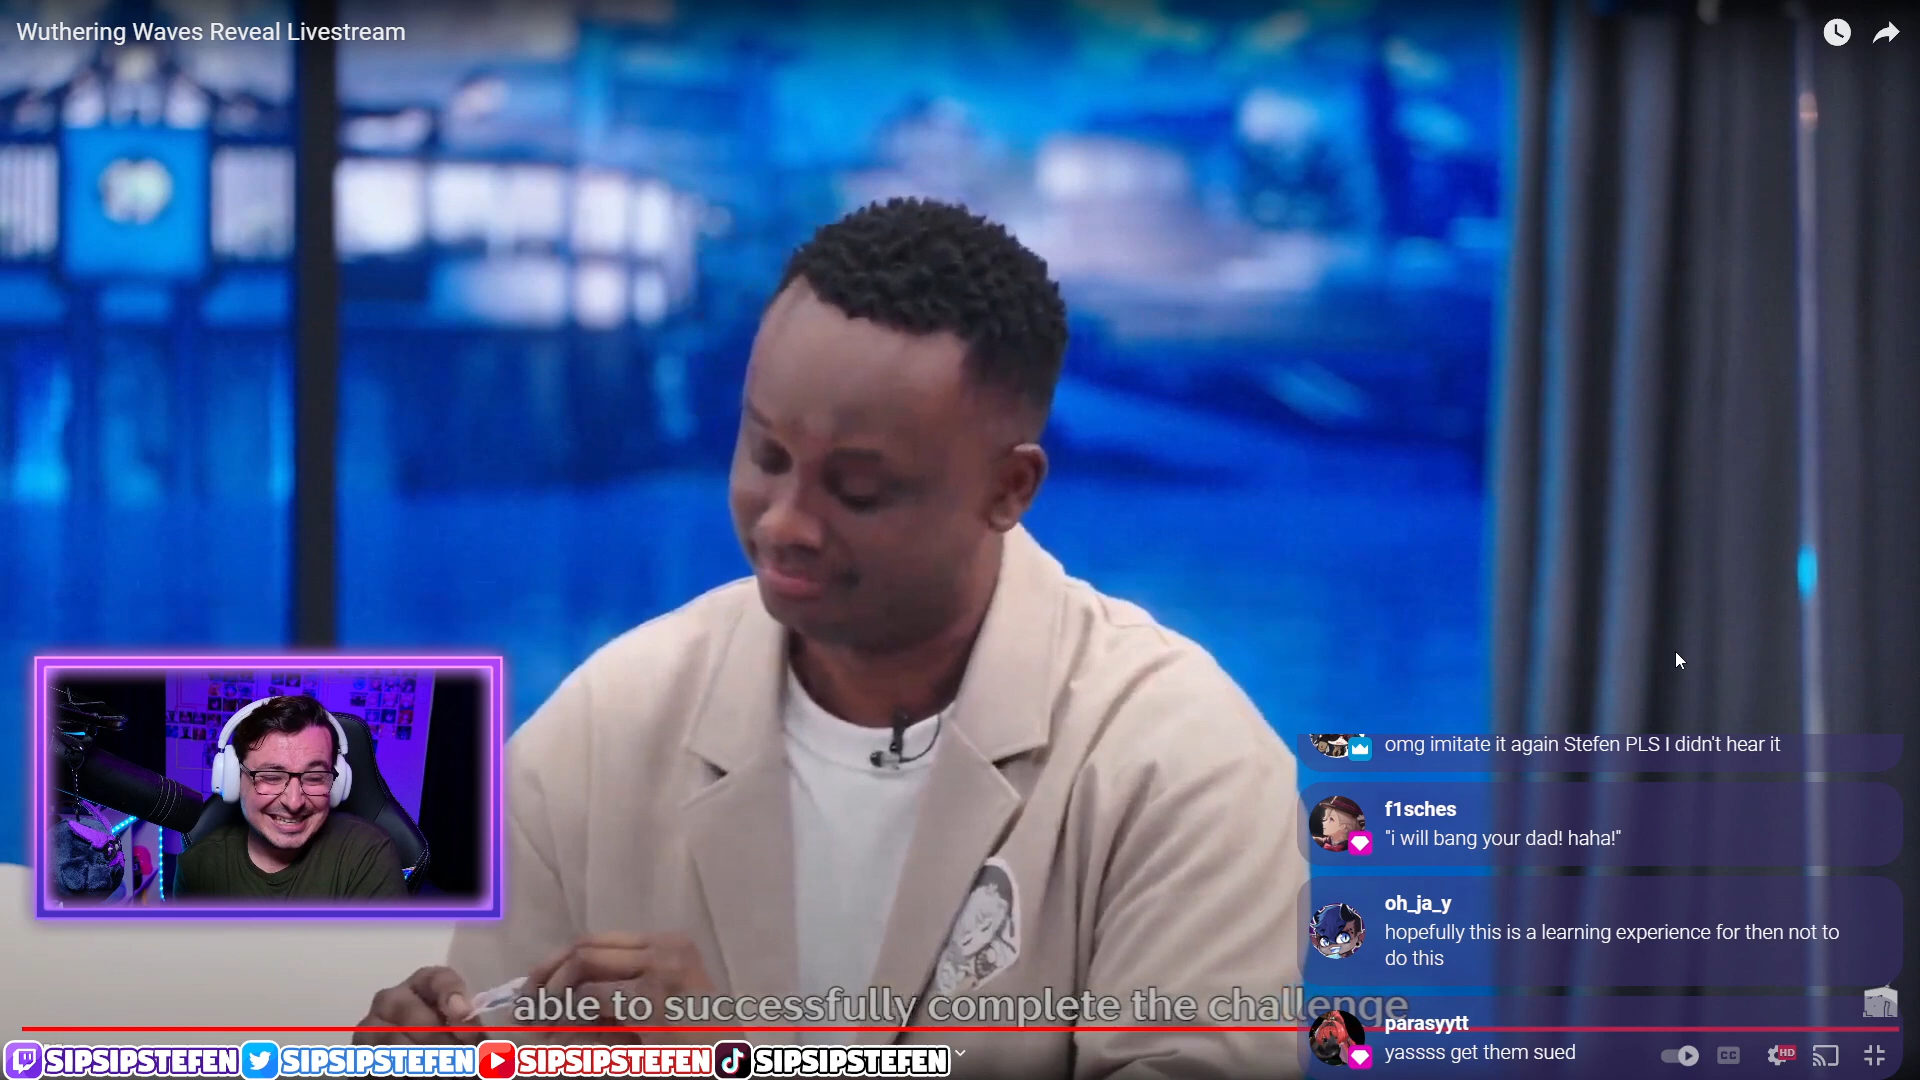 Wuthering Waves Reveal Livestream
omg imitate it again Stefen PLS I didn't hear it
f1sches
"i will bang your dad! haha!"
oh_ja_y
hopefully this is a learning experience for then not to
do this
able to successfully complete the challenge
parasyytt
yassss get them sued
SIPSIPSTEFEN SIPSIPSTEFEN SIPSIPSTEFEN SIPSIPSTEFEN
CC HD